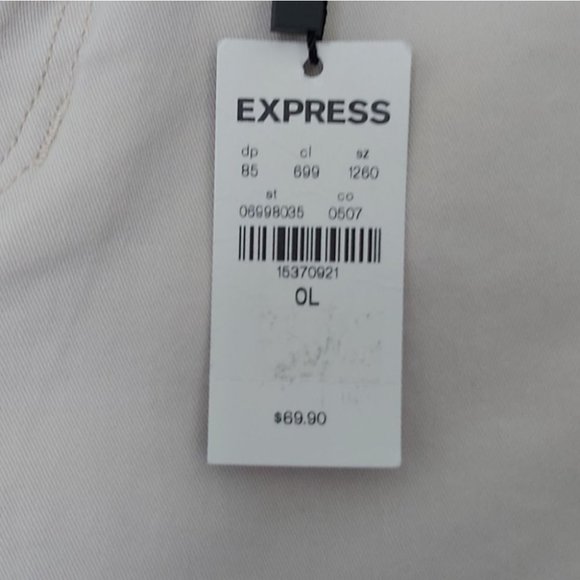 EXPRESS
dp cl sz
85 699 1260
st co
06998035 0507
15370921
0L
$69.90